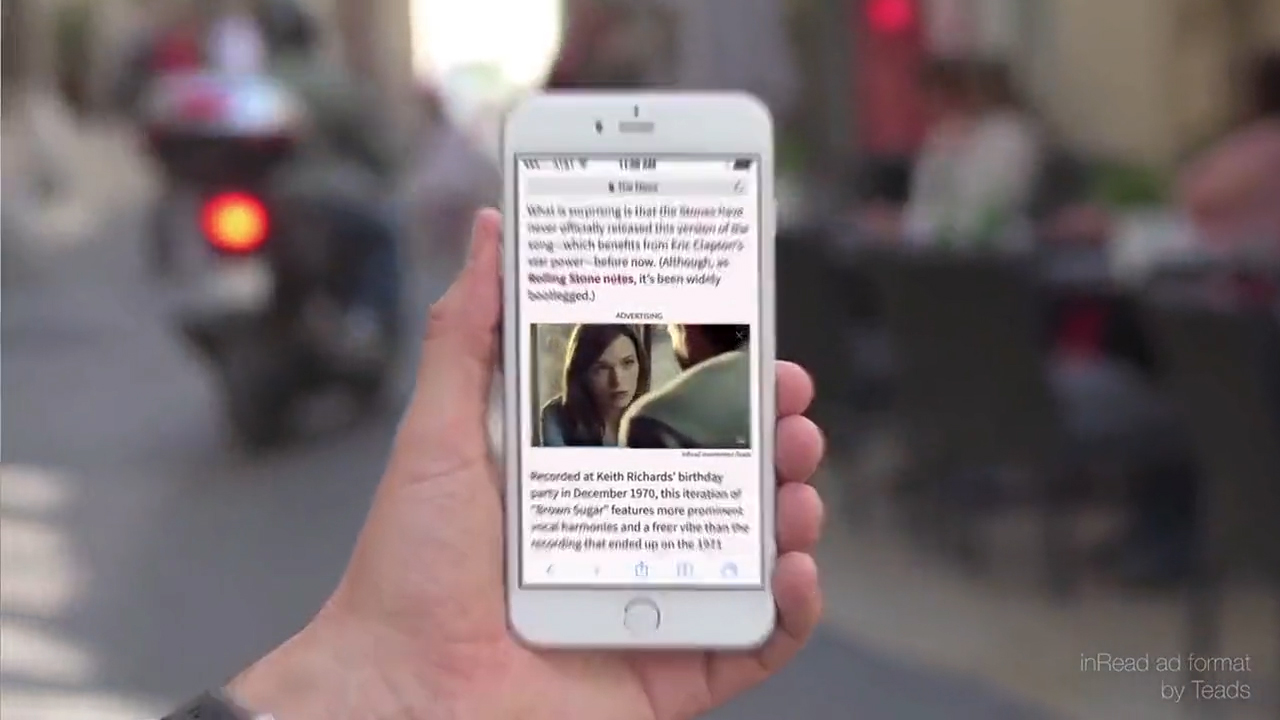 AT&T
What is surprising is that the Stones have
never officially released this version of the
song—which benefits from Eric Clapton's
star power—before now. (Although, as
Rolling Stone notes, it's been widely
bootlegged.)
ADVERTISING
Recorded at Keith Richards' birthday
party in December 1970, this iteration of
"Brown Sugar" features more prominent
vocal harmonies and a freer vibe than the
recording that ended up on the 1971
inRead ad format
by Teads